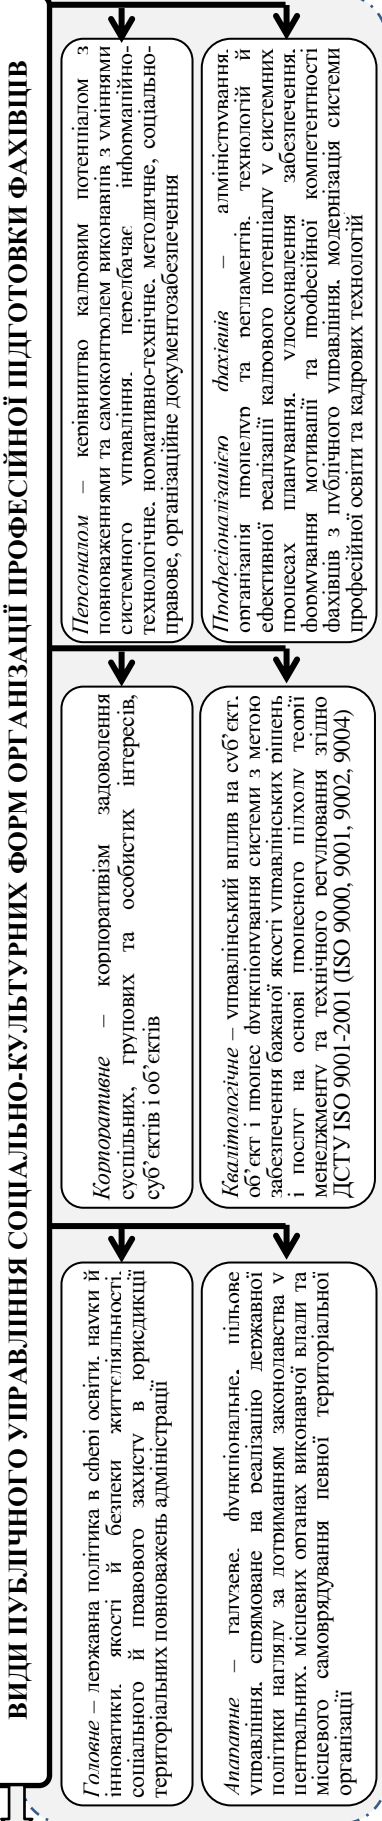 ВИДИ ПУБЛІЧНОГО УПРАВЛІННЯ СОЦІАЛЬНО-КУЛЬТУРНИХ ФОРМ ОРГАНІЗАЦІЇ ПРОФЕСІЙНОЇ ПІДГОТОВКИ ФАХІВЦІВ
Головне – державна політика в сфері освіти, науки й
інноватики, якості й безпеки життєдіяльності,
соціального й правового захисту в юрисдикції
територіальних повноважень адміністрації
Апаратне – галузеве, функціональне, цільове
управління, спрямоване на реалізацію державної
політики нагляду за дотриманням законодавства у
центральних, місцевих органах виконавчої влади та
місцевого самоврядування певної територіальної
організації
Корпоративне – корпоративізм задоволення
суспільних, групових та особистих інтересів,
суб’єктів і об’єктів
Кваліtологічне – управлінський вплив на суб’єкт,
об’єкт і процес функціонування системи з метою
забезпечення бажаної якості управлінських рішень
і послуг на основі процесного підходу теорії
менеджменту та технічного регулювання згідно
ДСТУ ISO 9001-2001 (ISO 9000, 9001, 9002, 9004)
Персоналом – керівництво кадровим потенціалом з
повноваженнями та самоконтролем виконавців з уміннями
системного управління, передбачає інформаційно-
технологічне, нормативно-технічне, методичне, соціально-
правове, організаційне документозабезпечення
Професіоналізацією фахівців – адміністрування,
організація процедур та регламентів, технологій й
ефективної реалізації кадрового потенціалу у системних
процесах планування, удосконалення забезпечення,
формування мотивації та професійної компетентності
фахівців з публічного управління, модернізація системи
професійної освіти та кадрових технологій